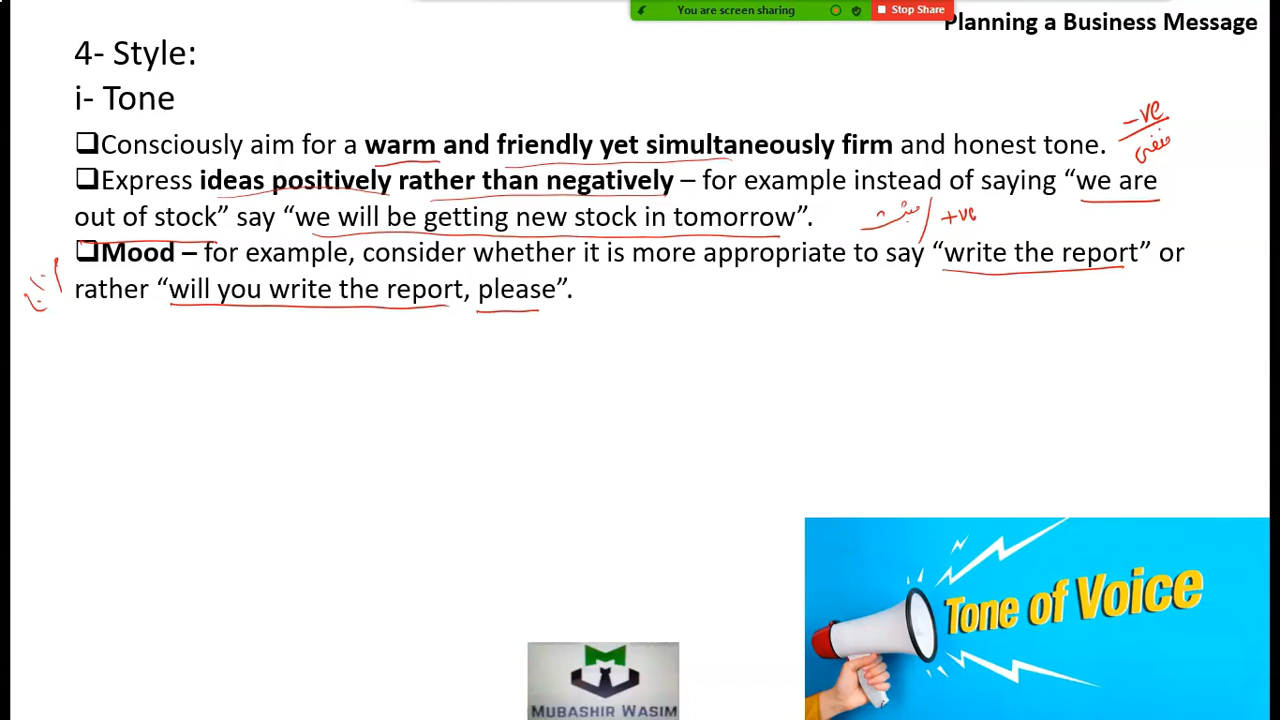 You are screen sharing
Stop Share
Planning a Business Message
4- Style:
i- Tone
❑Consciously aim for a warm and friendly yet simultaneously firm and honest tone.
-ve
منفی
❑Express ideas positively rather than negatively – for example instead of saying “we are
out of stock” say “we will be getting new stock in tomorrow”.
مثبت / +ve
❑Mood – for example, consider whether it is more appropriate to say “write the report” or
rather “will you write the report, please”.
Tone of Voice
MUBASHIR WASIM